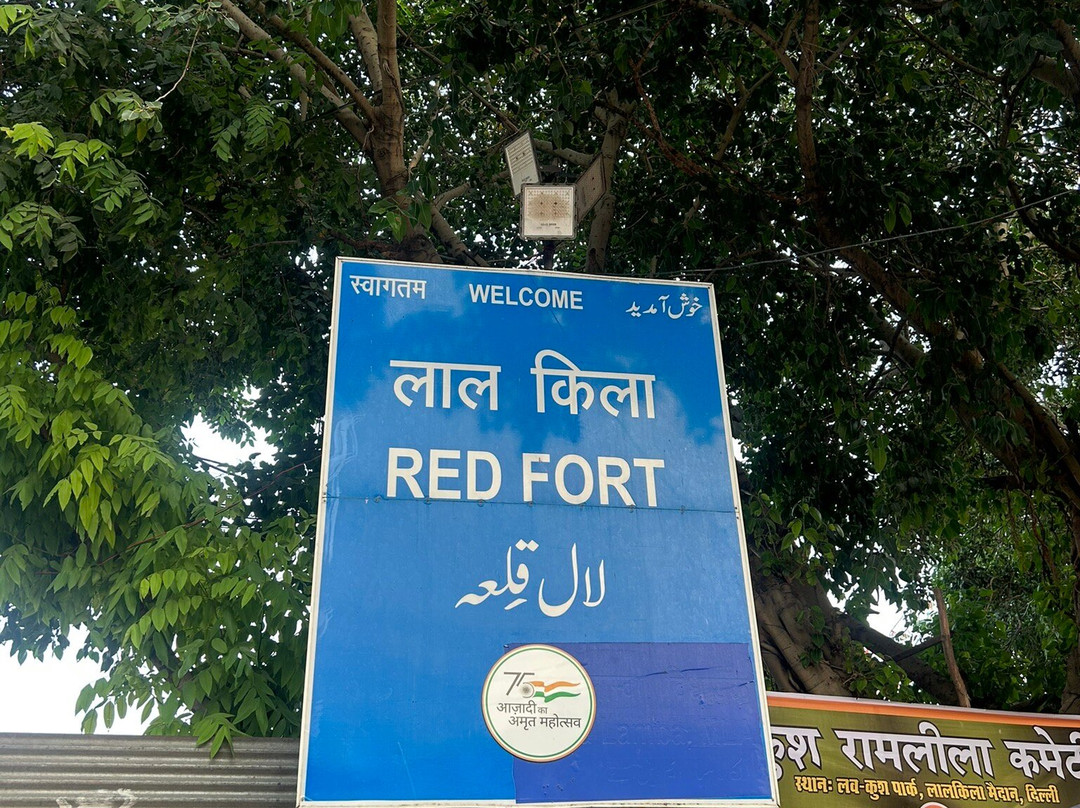 स्वागतम WELCOME خوش آمدید
लाल किला
RED FORT
لال قلعہ
75
आज़ादी का
अमृत महोत्सव
कुश रामलीला कमेटी
स्थान: लव-कुश पार्क, लालकिला मैदान, दिल्ली